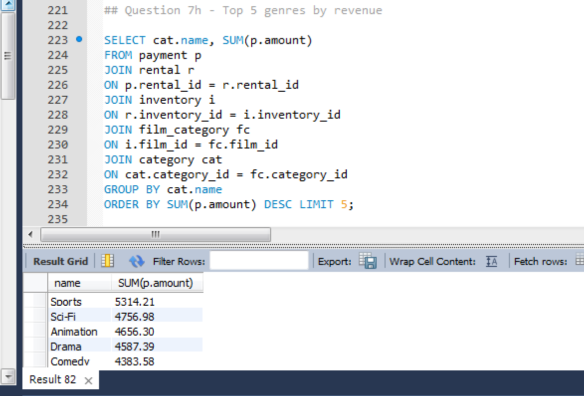 221 ## Question 7h - Top 5 genres by revenue
222
223 SELECT cat.name, SUM(p.amount)
224 FROM payment p
225 JOIN rental r
226 ON p.rental_id = r.rental_id
227 JOIN inventory i
228 ON r.inventory_id = i.inventory_id
229 JOIN film_category fc
230 ON i.film_id = fc.film_id
231 JOIN category cat
232 ON cat.category_id = fc.category_id
233 GROUP BY cat.name
234 ORDER BY SUM(p.amount) DESC LIMIT 5;
235
Result Grid Filter Rows: Export: Wrap Cell Content: IA Fetch rows:
name SUM(p.amount)
Sports 5314.21
Sci-Fi 4756.98
Animation 4656.30
Drama 4587.39
Comedy 4383.58
Result 82 ×